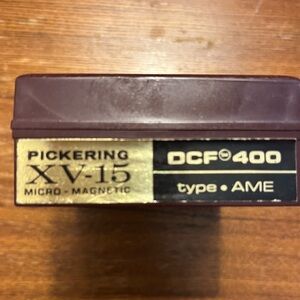 PICKERING
XV-15
MICRO - MAGNETIC
DCF 400
type • AME